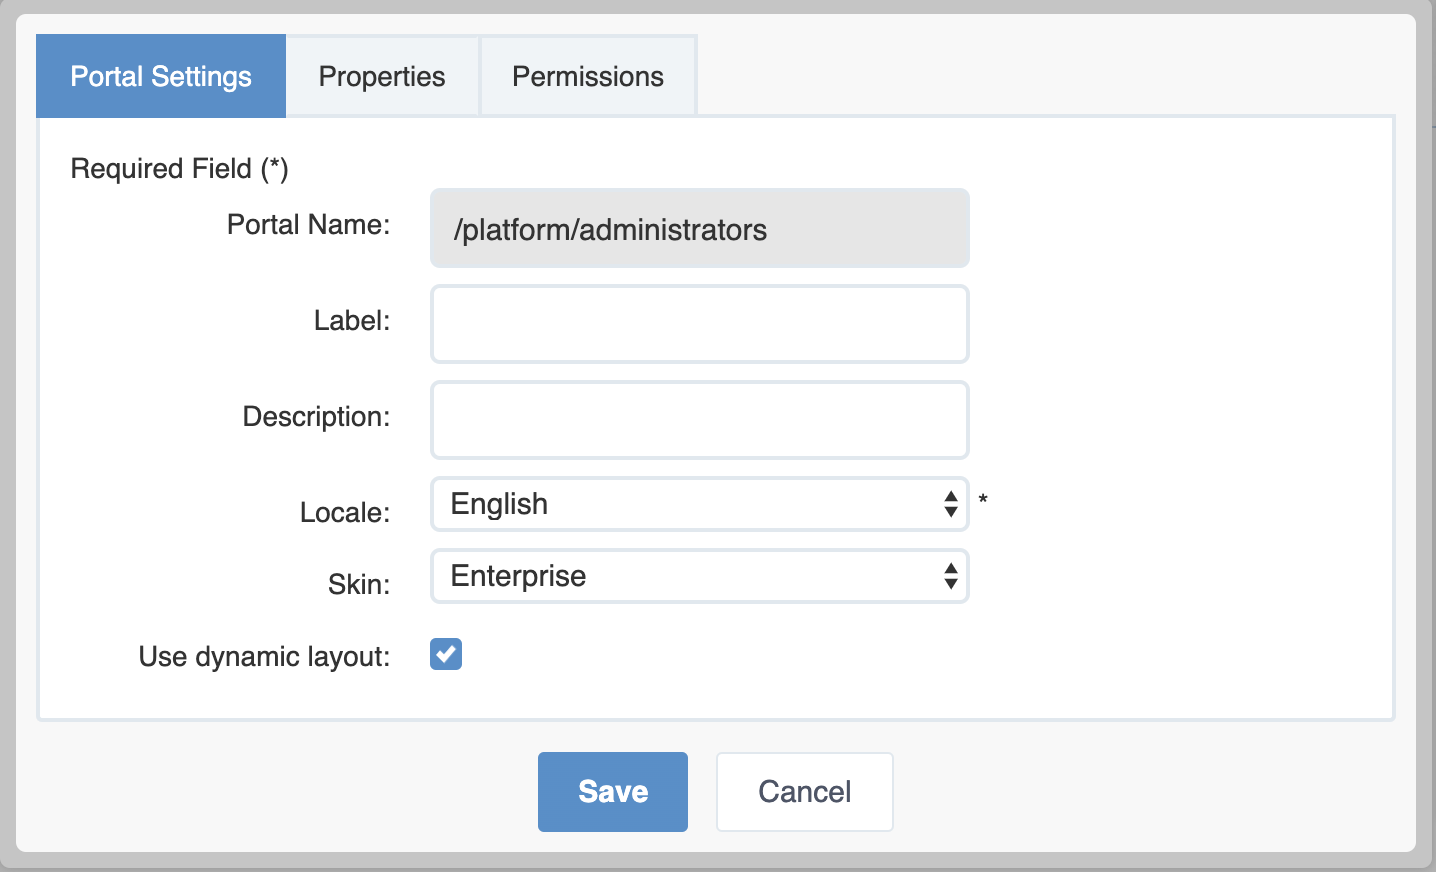 Portal Settings Properties Permissions
Required Field (*)
Portal Name: /platform/administrators
Label:
Description:
Locale: English *
Skin: Enterprise
Use dynamic layout:
Save Cancel